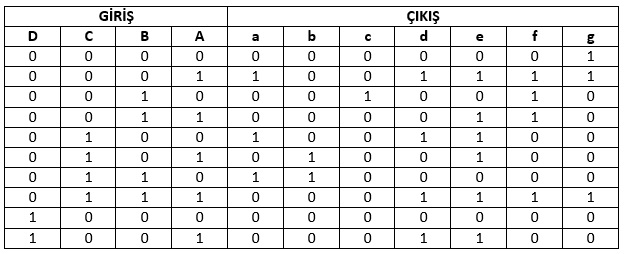 GİRİŞ ÇIKIŞ
D C B A a b c d e f g
0 0 0 0 0 0 0 0 0 0 1
0 0 0 1 1 0 0 1 1 1 1
0 0 1 0 0 0 1 0 0 1 0
0 0 1 1 0 0 0 0 1 1 0
0 1 0 0 1 0 0 1 1 0 0
0 1 0 1 0 1 0 0 1 0 0
0 1 1 0 1 1 0 0 0 0 0
0 1 1 1 0 0 0 1 1 1 1
1 0 0 0 0 0 0 0 0 0 0
1 0 0 1 0 0 0 1 1 0 0